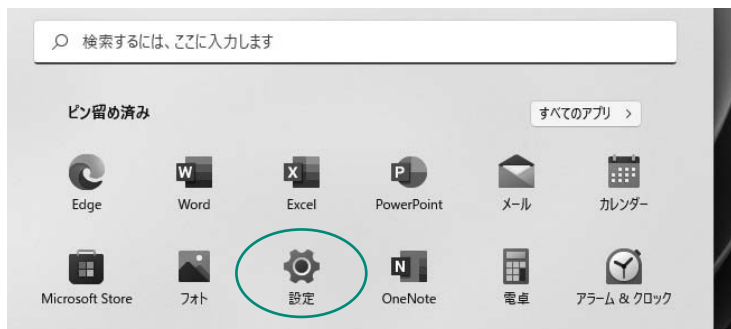 検索するには、ここに入力します
ピン留め済み
すべてのアプリ >
Edge
Word
Excel
PowerPoint
メール
カレンダー
Microsoft Store
フォト
設定
OneNote
電卓
アラーム & クロック